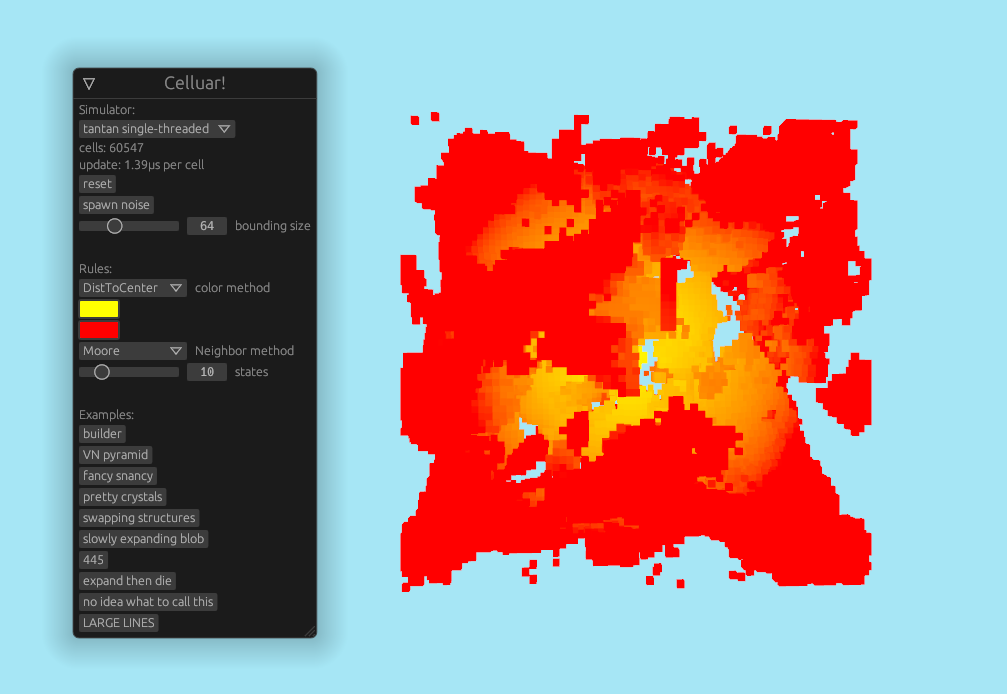 Celluar!
Simulator:
tantan single-threaded
cells: 60547
update: 1.39µs per cell
reset
spawn noise
64 bounding size
Rules:
DistToCenter color method
Moore Neighbor method
10 states
Examples:
builder
VN pyramid
fancy snancy
pretty crystals
swapping structures
slowly expanding blob
445
expand then die
no idea what to call this
LARGE LINES